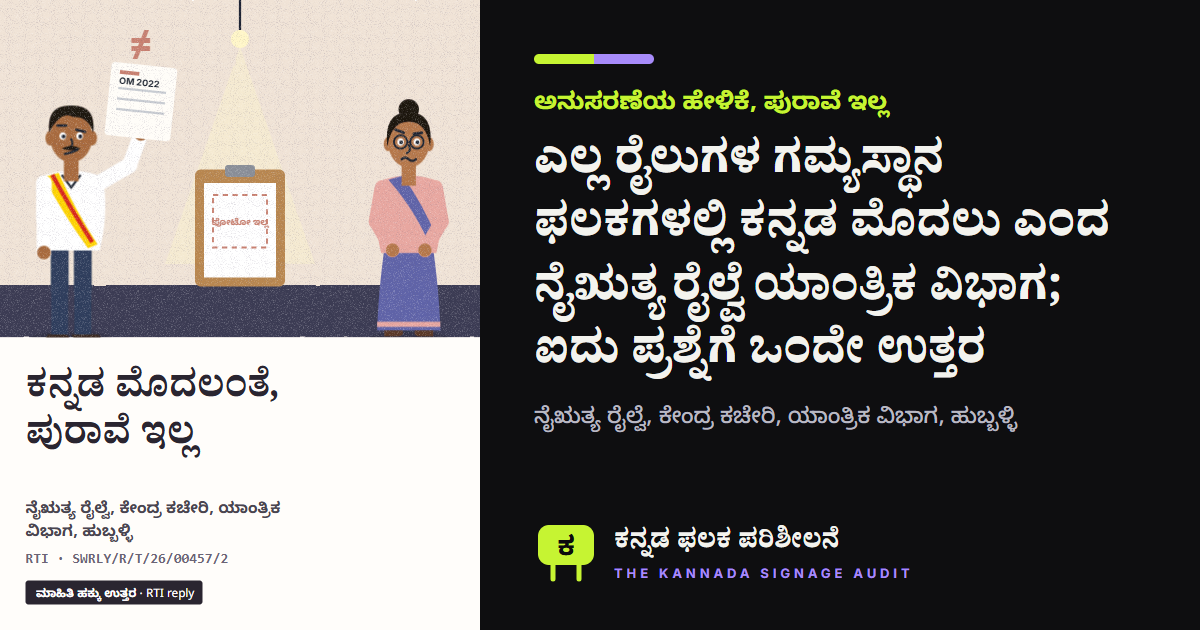 ≠
OM 2022
ಫೋಟೋ ಇಲ್ಲ
ಕನ್ನಡ ಮೊದಲಂತೆ,
ಪುರಾವೆ ಇಲ್ಲ
ನೈಋತ್ಯ ರೈಲ್ವೆ, ಕೇಂದ್ರ ಕಚೇರಿ, ಯಾಂತ್ರಿಕ
ವಿಭಾಗ, ಹುಬ್ಬಳ್ಳಿ
RTI · SWRLY/R/T/26/00457/2
ಮಾಹಿತಿ ಹಕ್ಕು ಉತ್ತರ · RTI reply
ಅನುಸರಣೆಯ ಹೇಳಿಕೆ, ಪುರಾವೆ ಇಲ್ಲ
ಎಲ್ಲ ರೈಲುಗಳ ಗಮ್ಯಸ್ಥಾನ
ಫಲಕಗಳಲ್ಲಿ ಕನ್ನಡ ಮೊದಲು ಎಂದ
ನೈಋತ್ಯ ರೈಲ್ವೆ ಯಾಂತ್ರಿಕ ವಿಭಾಗ;
ಐದು ಪ್ರಶ್ನೆಗೆ ಒಂದೇ ಉತ್ತರ
ನೈಋತ್ಯ ರೈಲ್ವೆ, ಕೇಂದ್ರ ಕಚೇರಿ, ಯಾಂತ್ರಿಕ ವಿಭಾಗ, ಹುಬ್ಬಳ್ಳಿ
ಕ
ಕನ್ನಡ ಫಲಕ ಪರಿಶೀಲನೆ
THE KANNADA SIGNAGE AUDIT